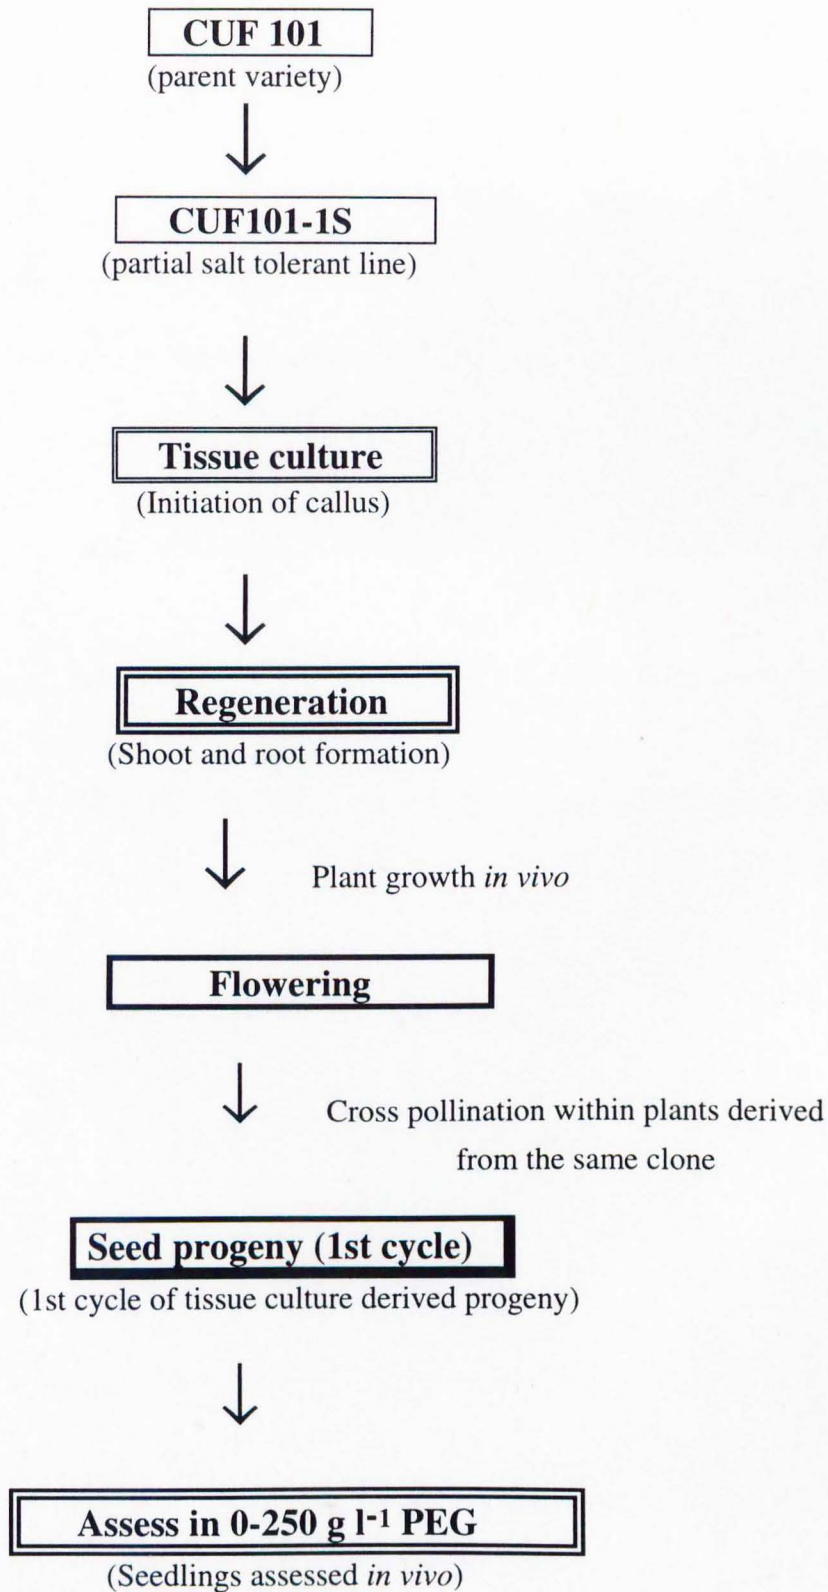 CUF 101
(parent variety)
CUF101-1S
(partial salt tolerant line)
Tissue culture
(Initiation of callus)
Regeneration
(Shoot and root formation)
Plant growth in vivo
Flowering
Cross pollination within plants derived
from the same clone
Seed progeny (1st cycle)
(1st cycle of tissue culture derived progeny)
Assess in 0-250 g l⁻¹ PEG
(Seedlings assessed in vivo)